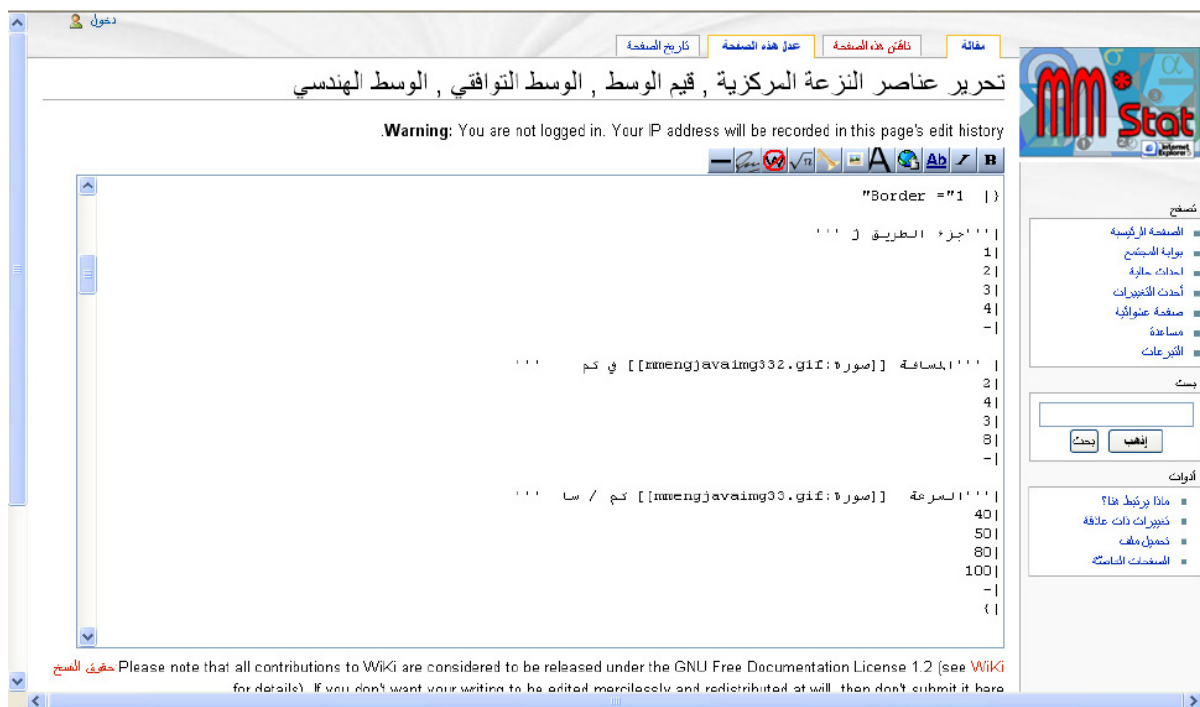 دخول
مقالة
ناقش هذه الصفحة
عدل هذه الصفحة
تاريخ الصفحة
MM*Stat
σ
α
Internet Explorer 5
تحرير عناصر النزعة المركزية , قيم الوسط , الوسط التوافقي , الوسط الهندسي
Warning: You are not logged in. Your IP address will be recorded in this page's edit history.
B I Ab A √n W
{| Border ="1"
|'''جزء الطريق ل '''
|1
|2
|3
|4
|-
| '''المسافة [[صورة:mmengjavaimg332.gif]] في كم '''
|2
|4
|3
|8
|-
|'''السرعة [[صورة:mmengjavaimg33.gif]] كم / سا '''
|40
|50
|80
|100
|-
|}
Please note that all contributions to WiKi are considered to be released under the GNU Free Documentation License 1.2 (see WiKi حقوق النسخ
for details). If you don't want your writing to be edited mercilessly and redistributed at will, then don't submit it here
تصفح
الصفحة الرئيسية
بوابة المجتمع
احداث حالية
أحدث التغييرات
صفحة عشوائية
مساعدة
التبرعات
بحث
إذهب
بحث
أدوات
ماذا يرتبط هنا؟
تغييرات ذات علاقة
تحميل ملف
الصفحات الخاصة